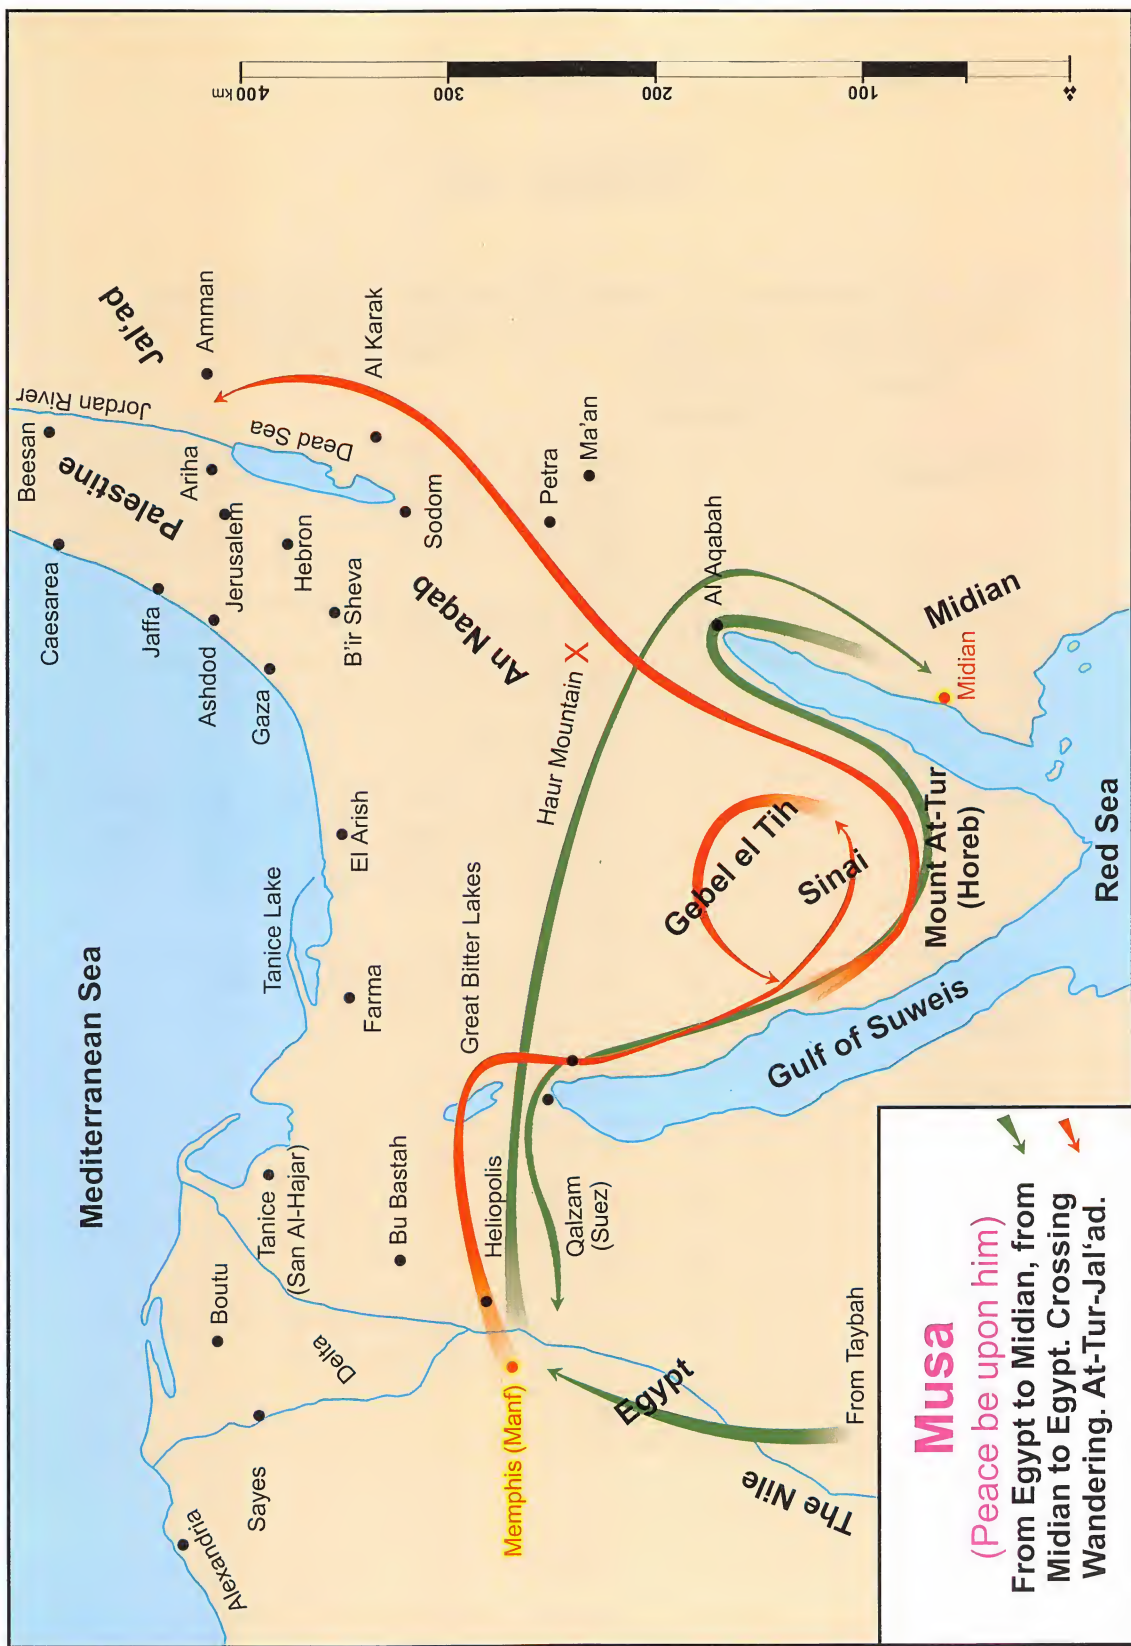 Mediterranean Sea
Caesarea
Beesan
Jordan River
Jal'ad
Palestine
Jaffa
Ariha
Amman
Ashdod
Jerusalem
Dead Sea
Gaza
Hebron
Al Karak
B'ir Sheva
Sodom
An Naqab
Alexandria
Boutu
Sayes
Delta
Tanice
(San Al-Hajar)
Tanice Lake
Farma
El Arish
Bu Bastah
Great Bitter Lakes
Heliopolis
Haur Mountain X
Petra
Ma'an
Memphis (Manf)
Qalzam
(Suez)
Al Aqabah
Egypt
Gebel el Tih
Sinai
The Nile
From Taybah
Gulf of Suweis
Mount At-Tur
(Horeb)
Midian
Midian
Red Sea
400 km
300
200
100
Musa
(Peace be upon him)
From Egypt to Midian, from
Midian to Egypt. Crossing
Wandering. At-Tur-Jal'ad.